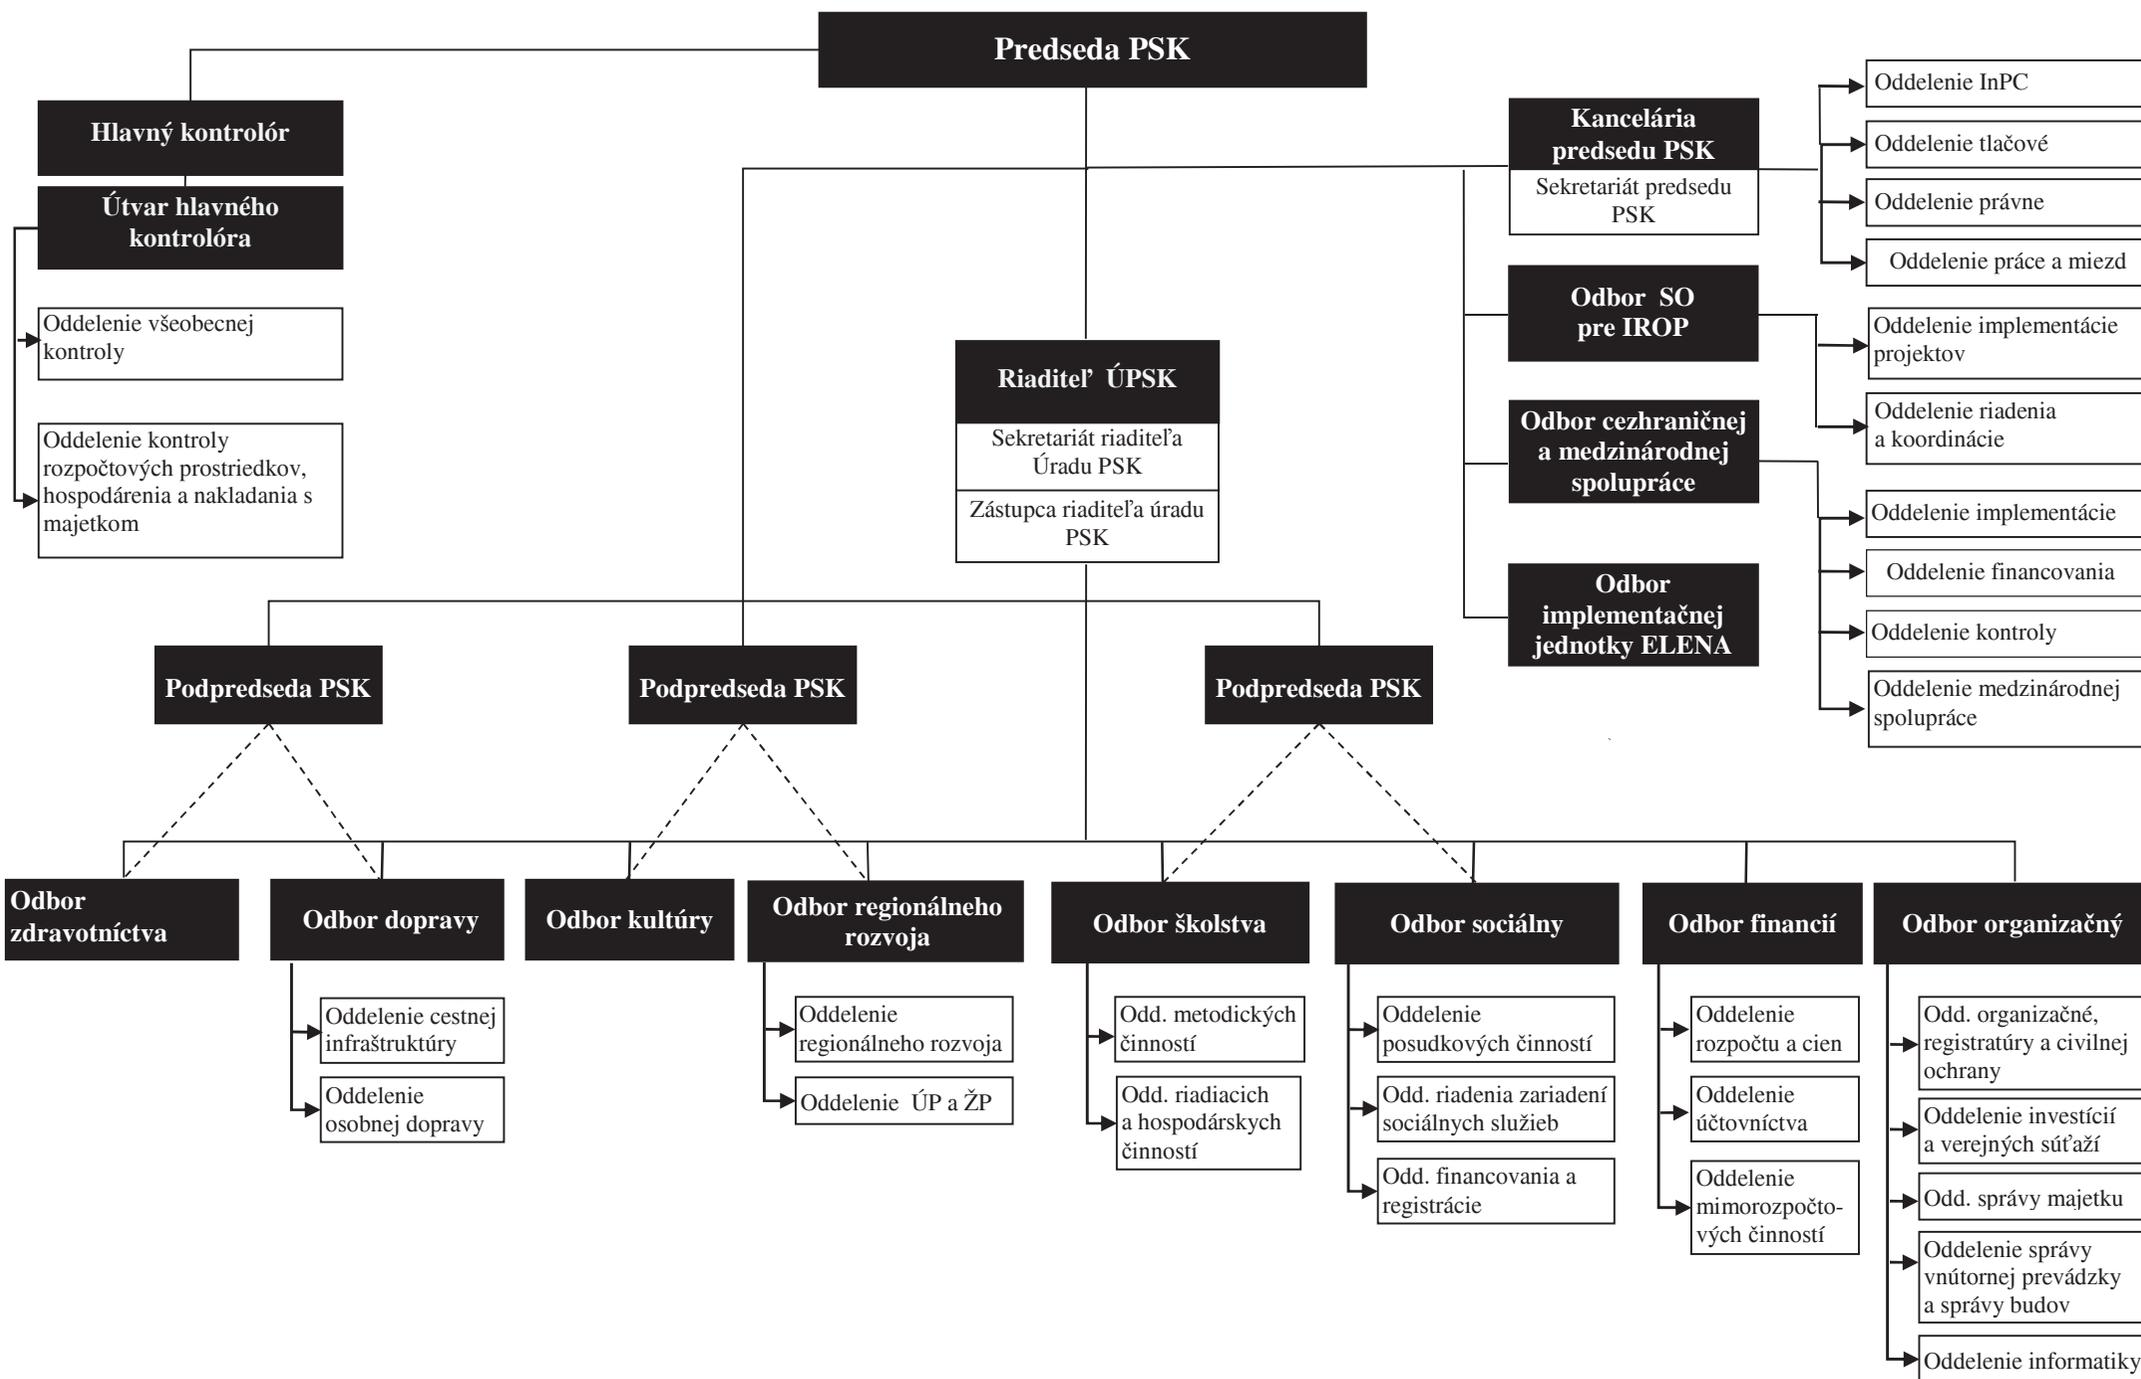 Predseda PSK
Hlavný kontrolór
Útvar hlavného
kontrolóra
Oddelenie všeobecnej
kontroly
Oddelenie kontroly
rozpočtových prostriedkov,
hospodárenia a nakladania s
majetkom
Riaditeľ ÚPSK
Sekretariát riaditeľa
Úradu PSK
Zástupca riaditeľa úradu
PSK
Kancelária
predsedu PSK
Sekretariát predsedu
PSK
Oddelenie InPC
Oddelenie tlačové
Oddelenie právne
Oddelenie práce a miezd
Odbor SO
pre IROP
Oddelenie implementácie
projektov
Oddelenie riadenia
a koordinácie
Odbor cezhraničnej
a medzinárodnej
spolupráce
Oddelenie implementácie
Oddelenie financovania
Oddelenie kontroly
Oddelenie medzinárodnej
spolupráce
Odbor
implementačnej
jednotky ELENA
Podpredseda PSK
Podpredseda PSK
Podpredseda PSK
Odbor
zdravotníctva
Odbor dopravy
Oddelenie cestnej
infraštruktúry
Oddelenie
osobnej dopravy
Odbor kultúry
Odbor regionálneho
rozvoja
Oddelenie
regionálneho rozvoja
Oddelenie ÚP a ŽP
Odbor školstva
Odd. metodických
činností
Odd. riadiacich
a hospodárskych
činností
Odbor sociálny
Oddelenie
posudkových činností
Odd. riadenia zariadení
sociálnych služieb
Odd. financovania a
registrácie
Odbor financií
Oddelenie
rozpočtu a cien
Oddelenie
účtovníctva
Oddelenie
mimorozpočto-
vých činností
Odbor organizačný
Odd. organizačné,
registratúry a civilnej
ochrany
Oddelenie investícií
a verejných súťaží
Odd. správy majetku
Oddelenie správy
vnútornej prevádzky
a správy budov
Oddelenie informatiky